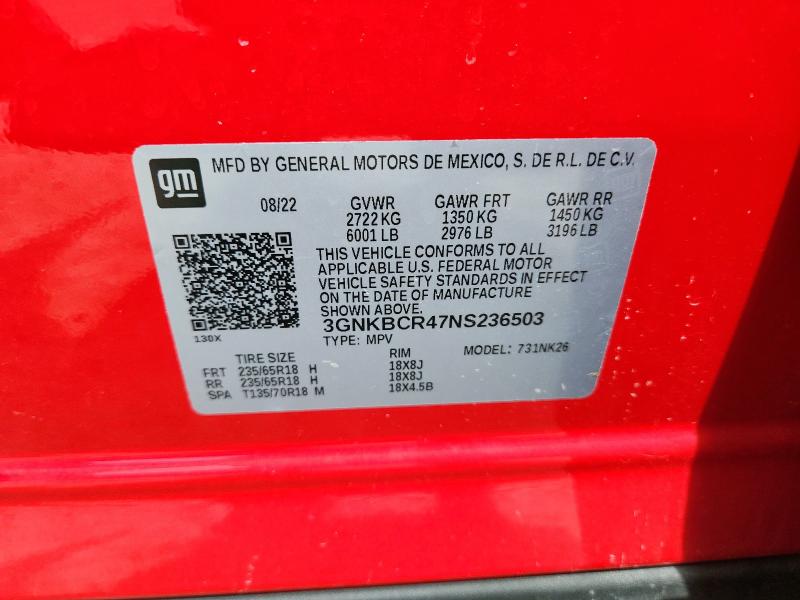 gm MFD BY GENERAL MOTORS DE MEXICO, S. DE R.L. DE C.V.
08/22 GVWR GAWR FRT GAWR RR
2722 KG 1350 KG 1450 KG
6001 LB 2976 LB 3196 LB
THIS VEHICLE CONFORMS TO ALL
APPLICABLE U.S. FEDERAL MOTOR
VEHICLE SAFETY STANDARDS IN EFFECT
ON THE DATE OF MANUFACTURE
SHOWN ABOVE.
3GNKBCR47NS236503
130X
TYPE: MPV MODEL: 731NK26
TIRE SIZE RIM
FRT 235/65R18 H 18X8J
RR 235/65R18 H 18X8J
SPA T135/70R18 M 18X4.5B